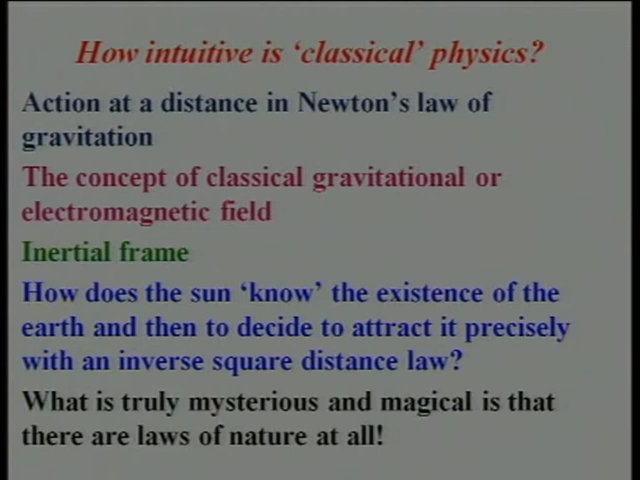 How intuitive is ‘classical’ physics?
Action at a distance in Newton’s law of
gravitation
The concept of classical gravitational or
electromagnetic field
Inertial frame
How does the sun ‘know’ the existence of the
earth and then to decide to attract it precisely
with an inverse square distance law?
What is truly mysterious and magical is that
there are laws of nature at all!